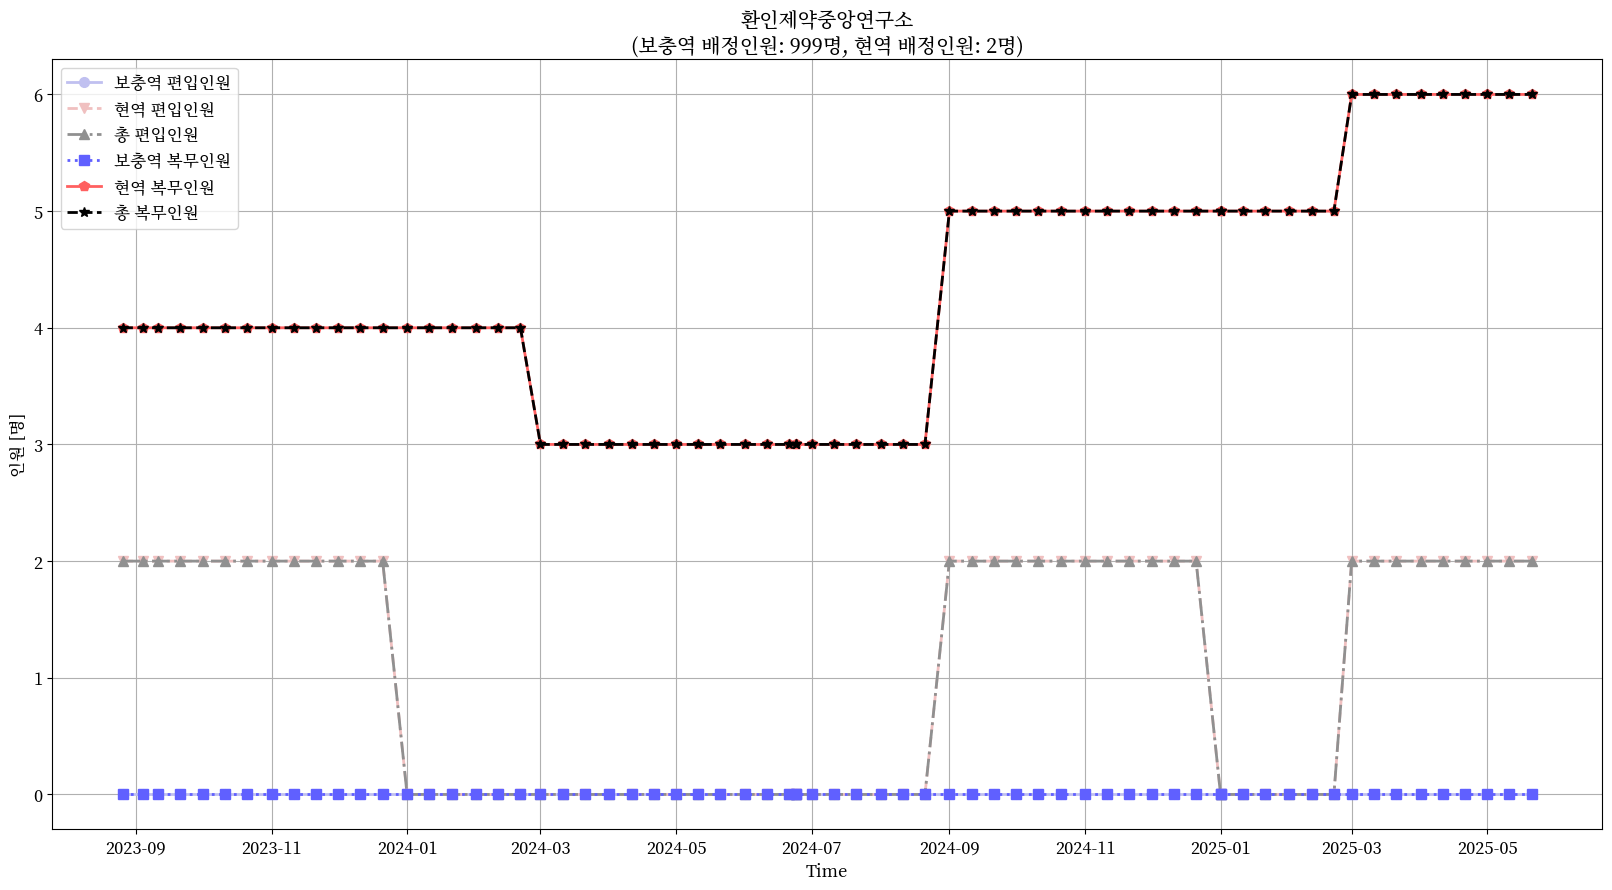 환인제약중앙연구소
(보충역 배정인원: 999명, 현역 배정인원: 2명)
보충역 편입인원
현역 편입인원
총 편입인원
보충역 복무인원
현역 복무인원
총 복무인원
6
5
4
3
2
1
0
인원 [명]
2023-09
2023-11
2024-01
2024-03
2024-05
2024-07
2024-09
2024-11
2025-01
2025-03
2025-05
Time